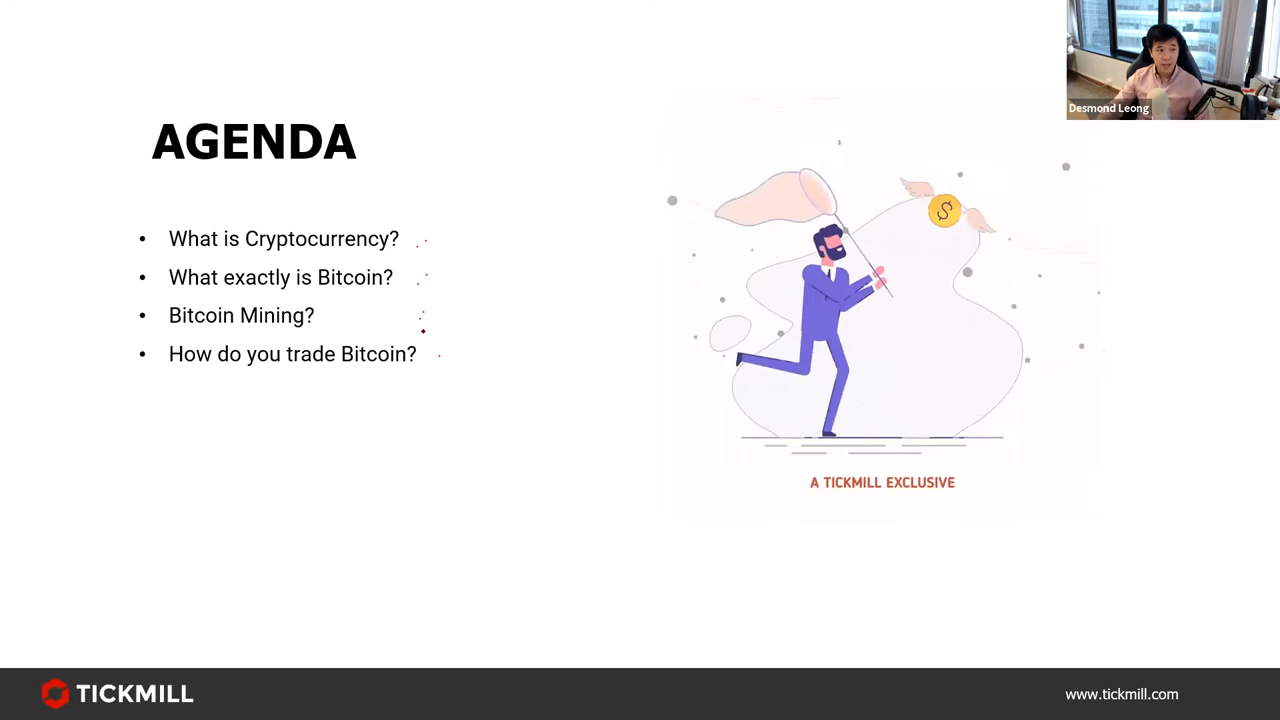 Desmond Leong
AGENDA
• What is Cryptocurrency?
• What exactly is Bitcoin?
• Bitcoin Mining?
• How do you trade Bitcoin?
$
A TICKMILL EXCLUSIVE
TICKMILL
www.tickmill.com